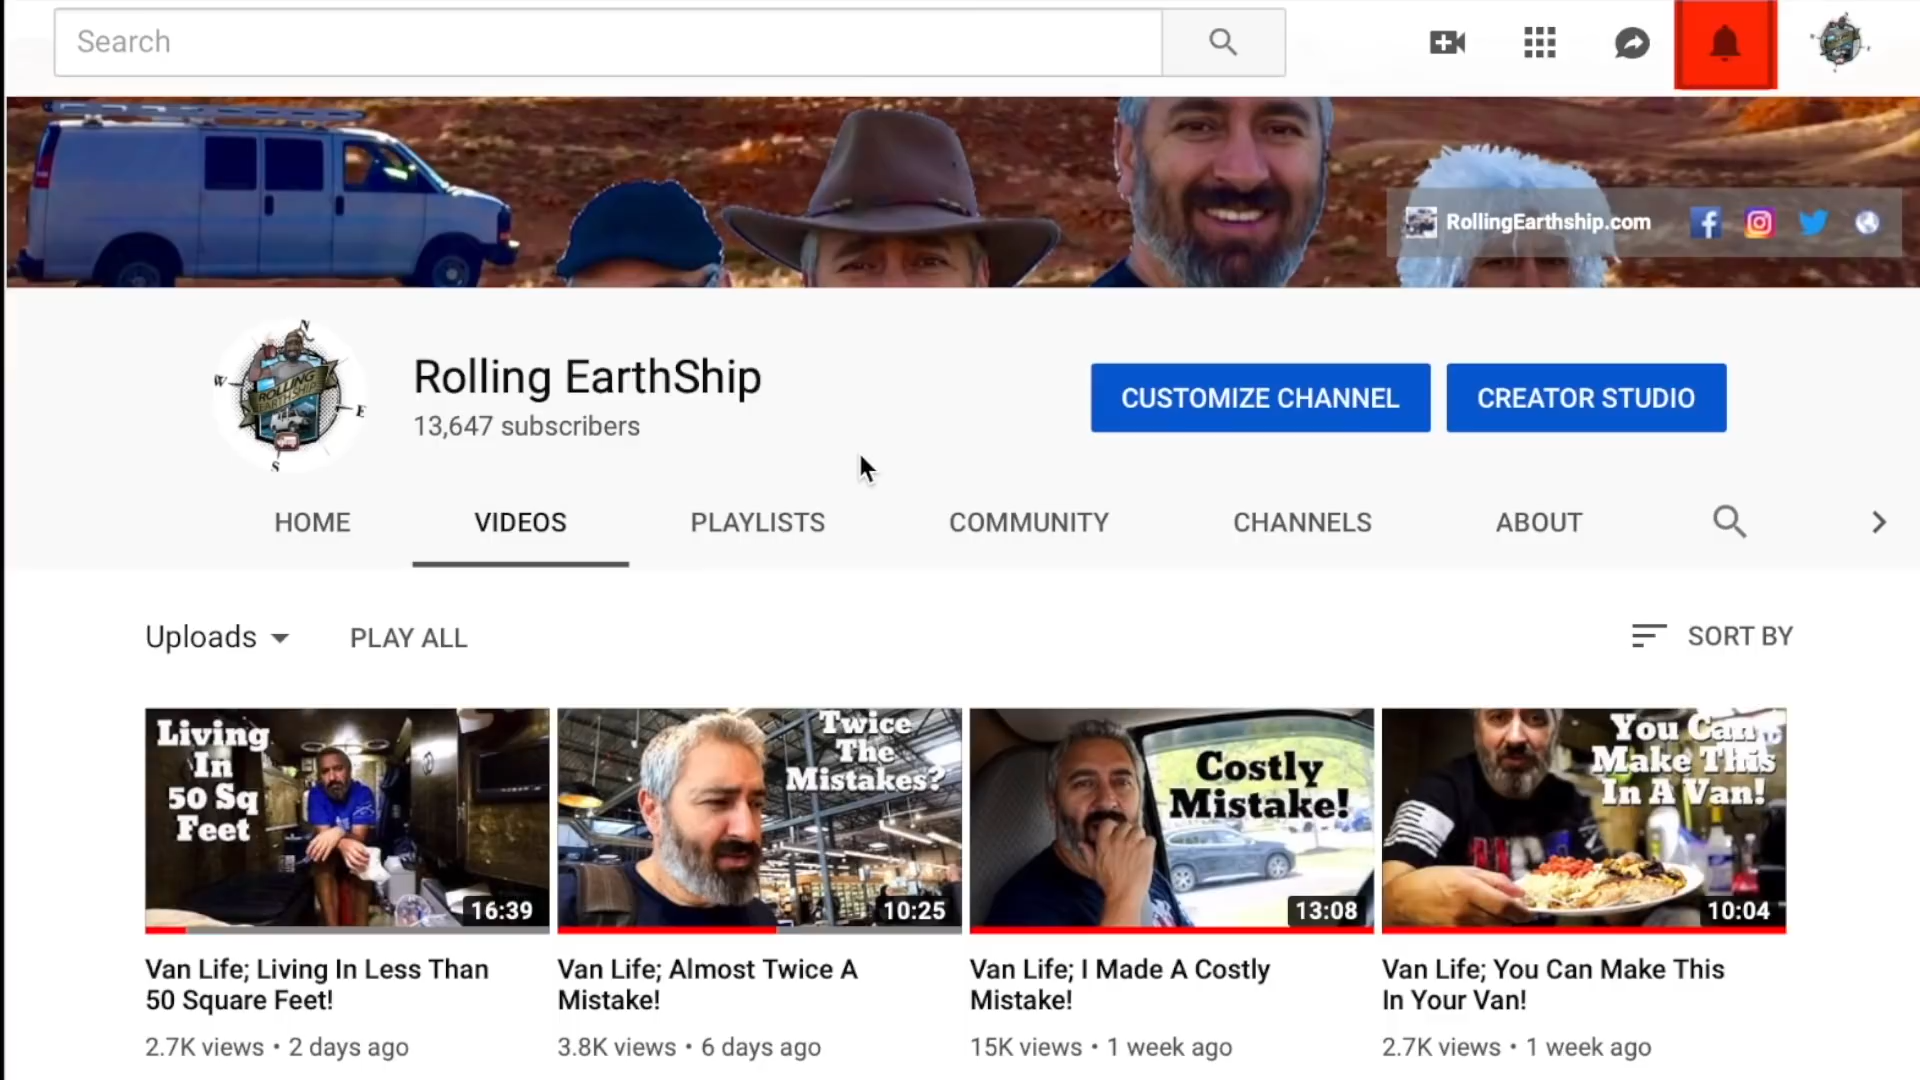 Search
RollingEarthship.com
N
W
ROLLING
EARTHSHIP
E
S
Rolling EarthShip
13,647 subscribers
CUSTOMIZE CHANNEL
CREATOR STUDIO
HOME
VIDEOS
PLAYLISTS
COMMUNITY
CHANNELS
ABOUT
Uploads
PLAY ALL
SORT BY
Living
In
50 Sq
Feet
16:39
Twice
The
Mistakes?
10:25
Costly
Mistake!
13:08
You Can
Make This
In A Van!
10:04
Van Life; Living In Less Than
50 Square Feet!
2.7K views • 2 days ago
Van Life; Almost Twice A
Mistake!
3.8K views • 6 days ago
Van Life; I Made A Costly
Mistake!
15K views • 1 week ago
Van Life; You Can Make This
In Your Van!
2.7K views • 1 week ago